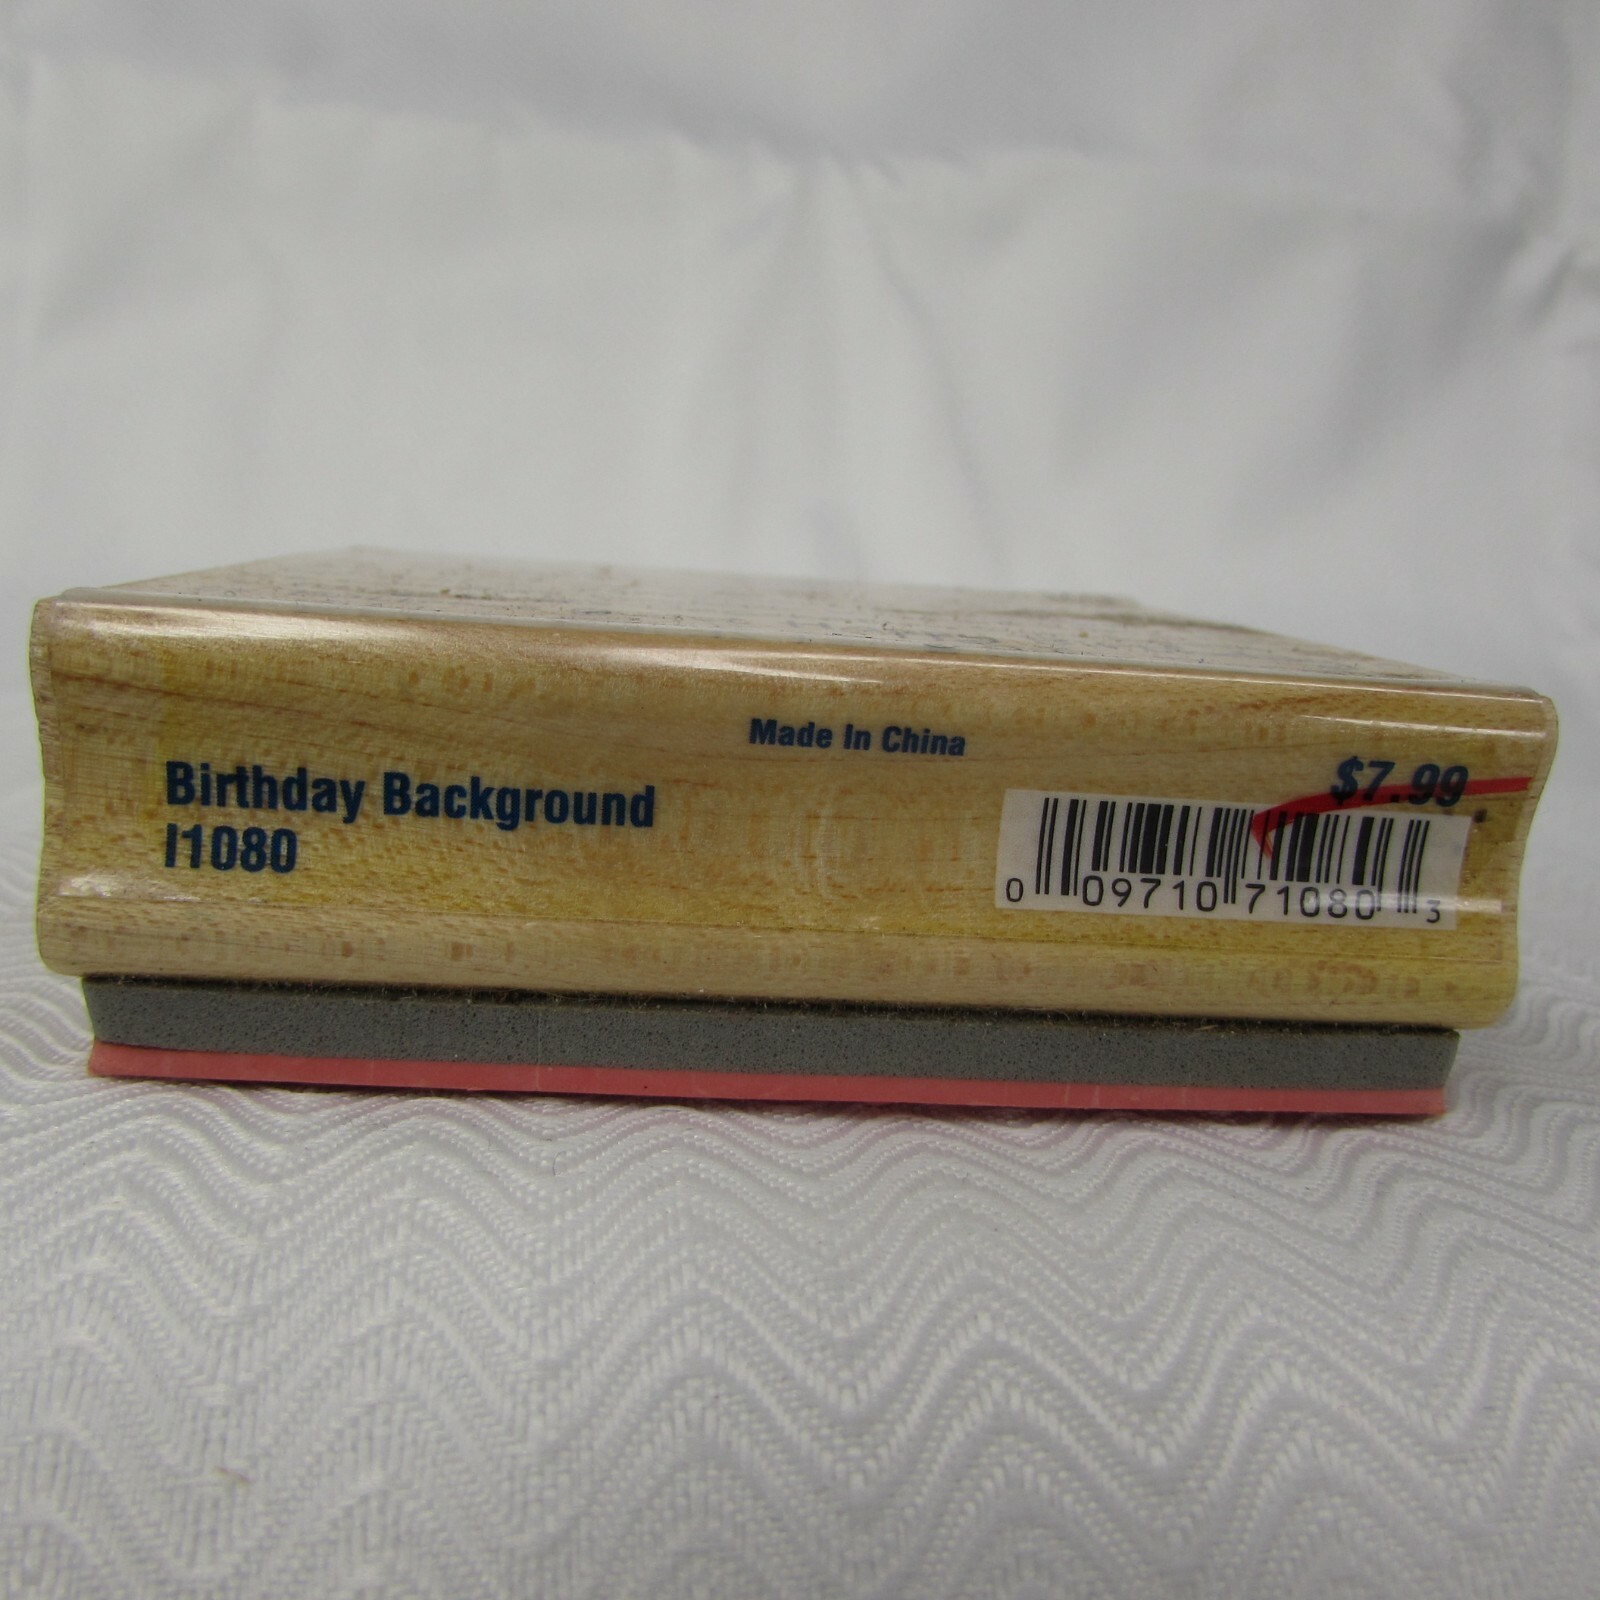 Made In China
Birthday Background
I1080
$7.99
0 09710 71080 3